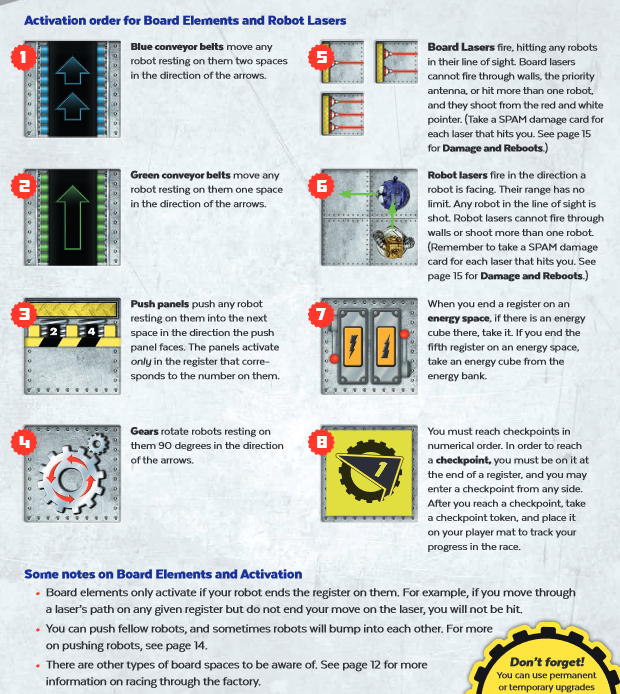 Activation order for Board Elements and Robot Lasers
1
Blue conveyor belts move any
robot resting on them two spaces
in the direction of the arrows.
2
Green conveyor belts move any
robot resting on them one space
in the direction of the arrows.
3
2 4
Push panels push any robot
resting on them into the next
space in the direction the push
panel faces. The panels activate
only in the register that corre-
sponds to the number on them.
4
Gears rotate robots resting on
them 90 degrees in the direction
of the arrows.
5
Board Lasers fire, hitting any robots
in their line of sight. Board lasers
cannot fire through walls, the priority
antenna, or hit more than one robot,
and they shoot from the red and white
pointer. (Take a SPAM damage card for
each laser that hits you. See page 15
for Damage and Reboots.)
6
Robot lasers fire in the direction a
robot is facing. Their range has no
limit. Any robot in the line of sight is
shot. Robot lasers cannot fire through
walls or shoot more than one robot.
(Remember to take a SPAM damage
card for each laser that hits you. See
page 15 for Damage and Reboots.)
7
When you end a register on an
energy space, if there is an energy
cube there, take it. If you end the
fifth register on an energy space,
take an energy cube from the
energy bank.
8
1
You must reach checkpoints in
numerical order. In order to reach
a checkpoint, you must be on it at
the end of a register, and you may
enter a checkpoint from any side.
After you reach a checkpoint, take
a checkpoint token, and place it
on your player mat to track your
progress in the race.
Some notes on Board Elements and Activation
• Board elements only activate if your robot ends the register on them. For example, if you move through
a laser's path on any given register but do not end your move on the laser, you will not be hit.
• You can push fellow robots, and sometimes robots will bump into each other. For more
on pushing robots, see page 14.
• There are other types of board spaces to be aware of. See page 12 for more
information on racing through the factory.
Don't forget!
You can use permanent
or temporary upgrades